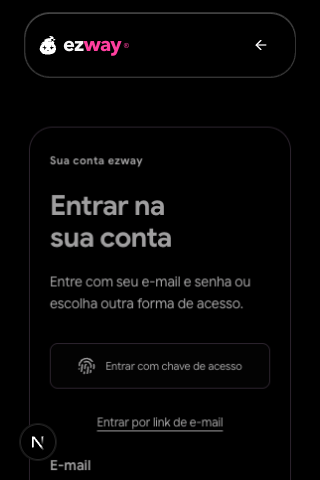 ezway®
Sua conta ezway
Entrar na
sua conta
Entre com seu e-mail e senha ou
escolha outra forma de acesso.
Entrar com chave de acesso
Entrar por link de e-mail
N
E-mail